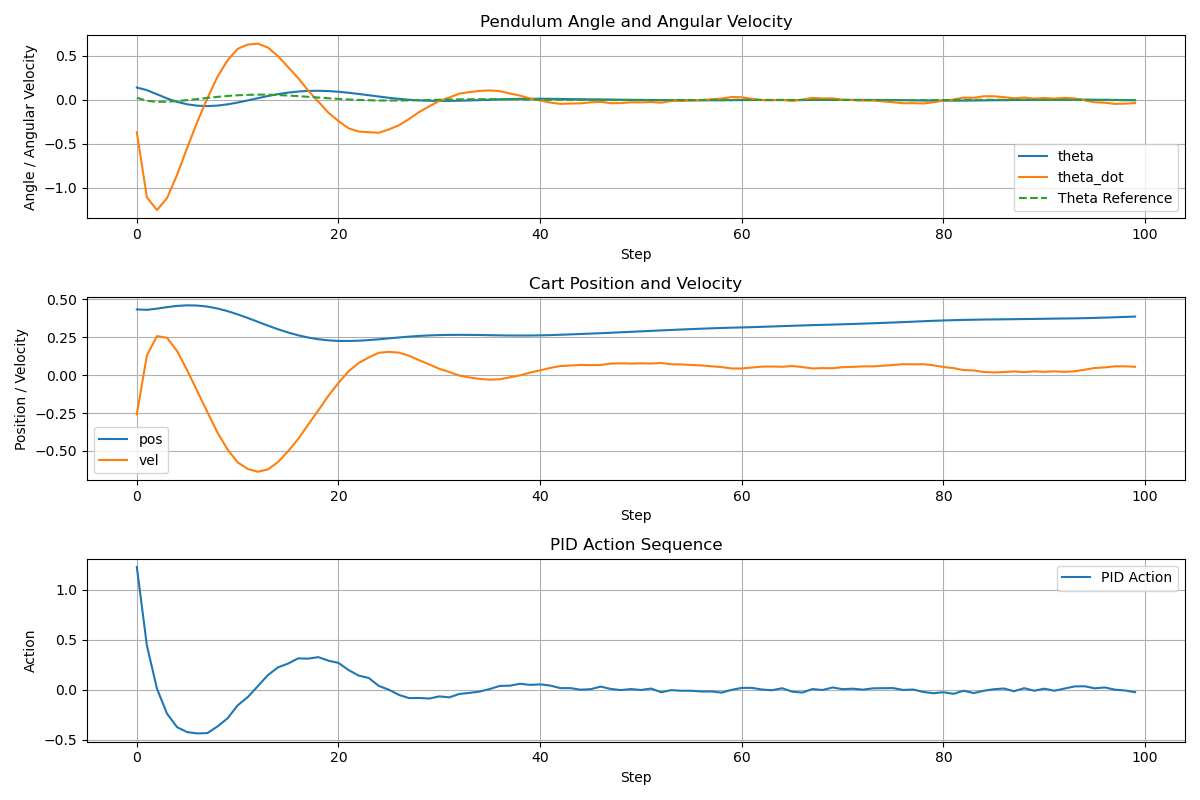 Pendulum Angle and Angular Velocity
Angle / Angular Velocity
0.5
0.0
−0.5
−1.0
theta
theta_dot
Theta Reference
0 20 40 60 80 100
Step
Cart Position and Velocity
Position / Velocity
0.50
0.25
0.00
−0.25
−0.50
pos
vel
0 20 40 60 80 100
Step
PID Action Sequence
Action
1.0
0.5
0.0
−0.5
PID Action
0 20 40 60 80 100
Step